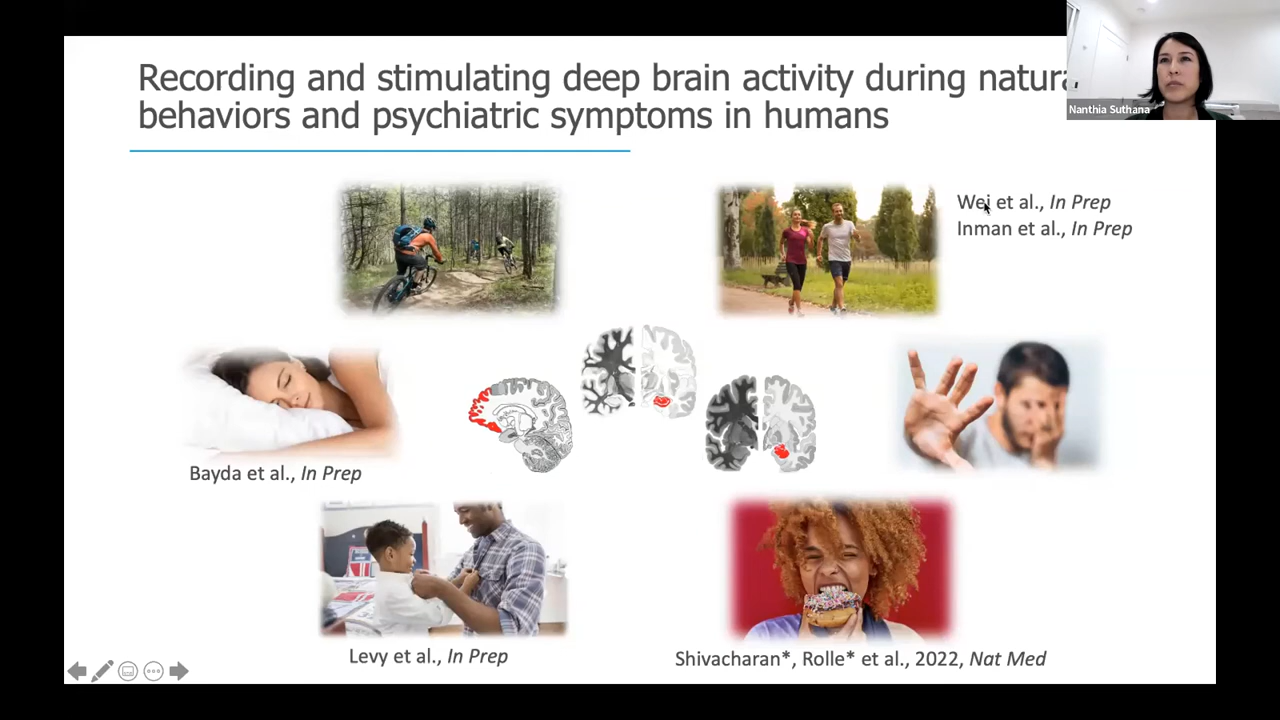 Recording and stimulating deep brain activity during natura
behaviors and psychiatric symptoms in humans
Nanthia Suthana
Wei et al., In Prep
Inman et al., In Prep
Bayda et al., In Prep
Levy et al., In Prep
Shivacharan*, Rolle* et al., 2022, Nat Med